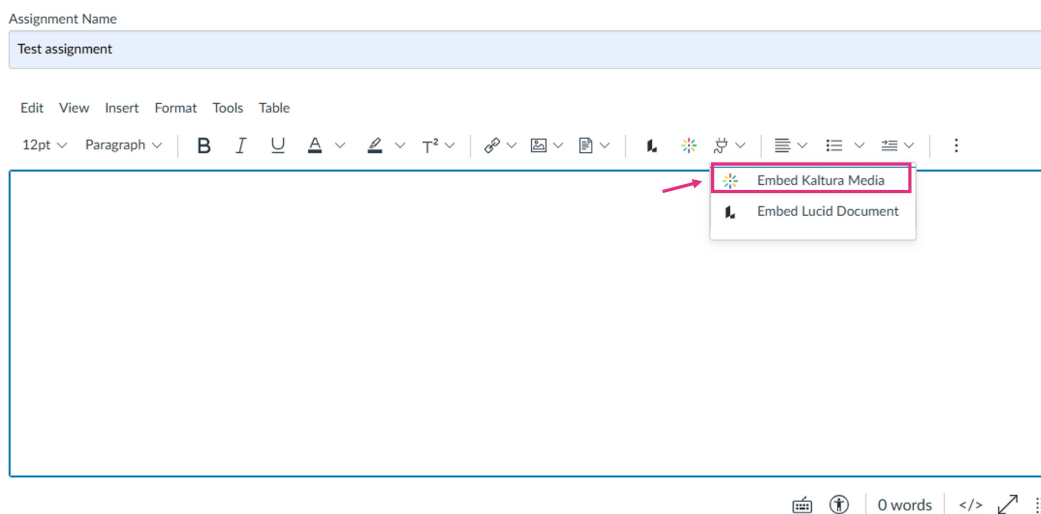 Assignment Name
Test assignment
Edit View Insert Format Tools Table
12pt Paragraph B I U A T²
Embed Kaltura Media
Embed Lucid Document
0 words </>